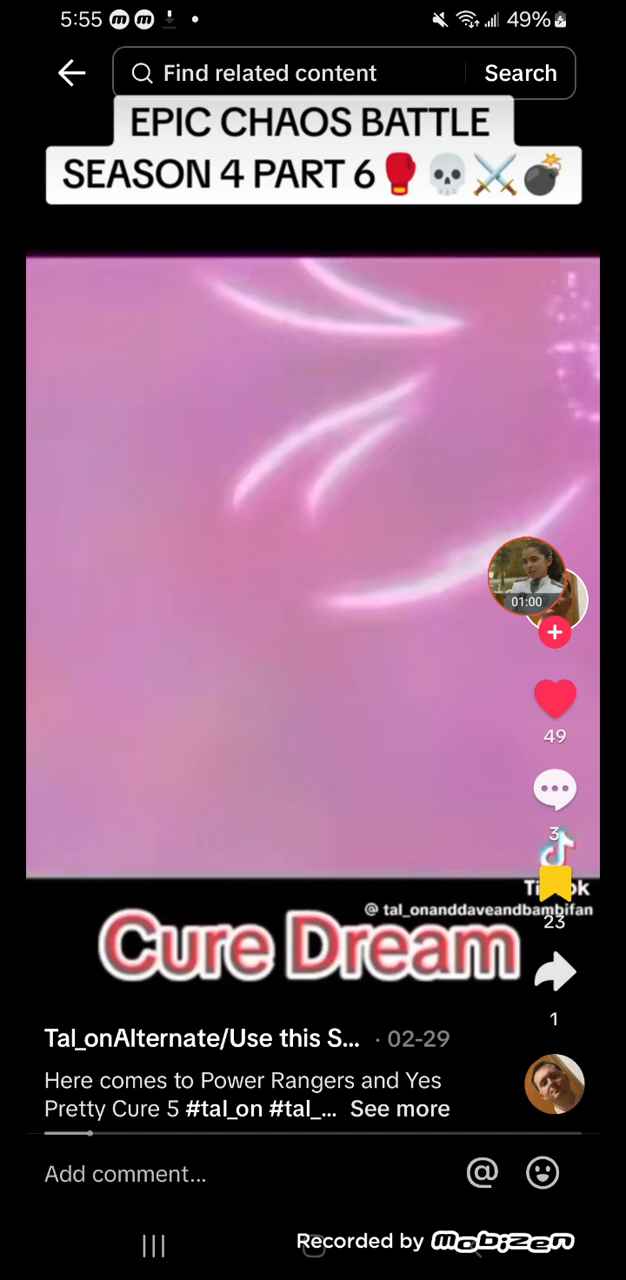 5:55
49%
Find related content
Search
EPIC CHAOS BATTLE
SEASON 4 PART 6🥊💀⚔️💣
01:00
49
3
TikTok
@ tal_onanddaveandbambifan
23
Cure Dream
1
Tal_onAlternate/Use this S... · 02-29
Here comes to Power Rangers and Yes
Pretty Cure 5 #tal_on #tal_... See more
Add comment...
Recorded by mobizen